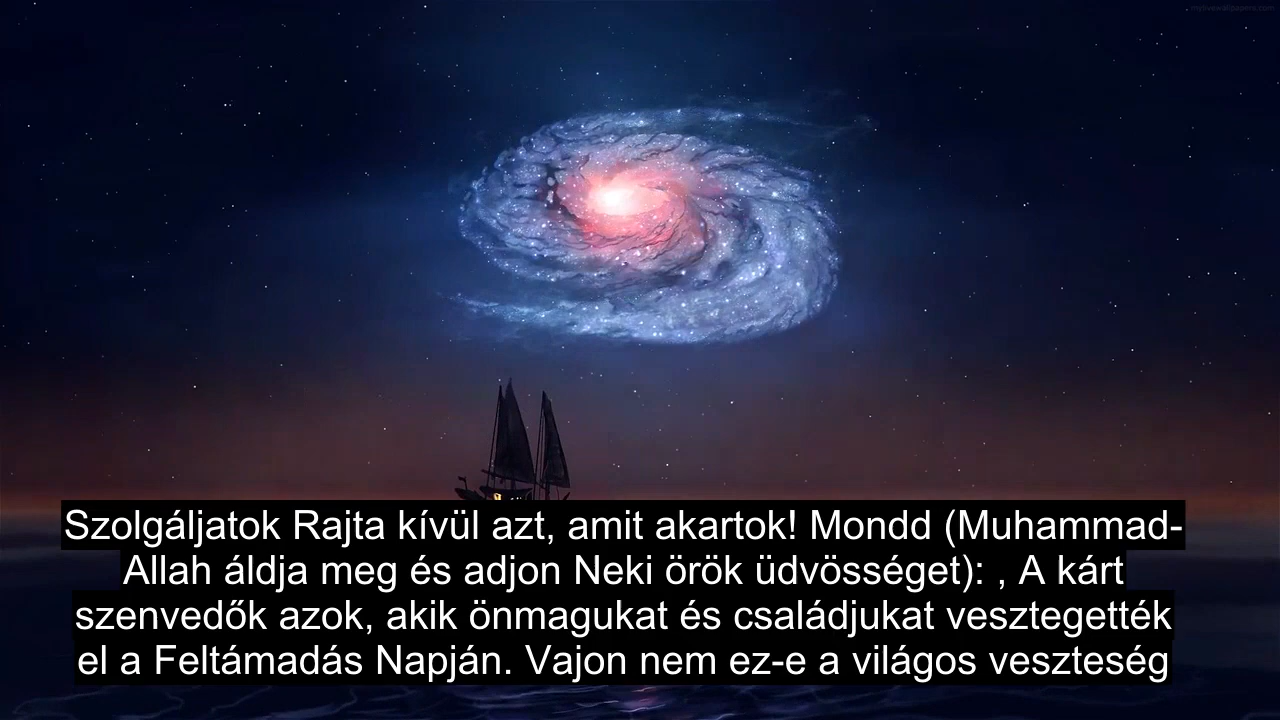 Szolgáljatok Rajta kívül azt, amit akartok! Mondd (Muhammad-
Allah áldja meg és adjon Neki örök üdvösséget): , A kárt
szenvedők azok, akik önmagukat és családjukat vesztegették
el a Feltámadás Napján. Vajon nem ez-e a világos veszteség